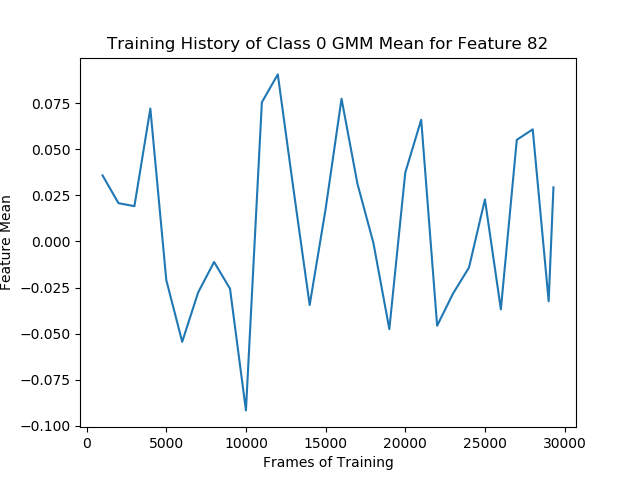 Training History of Class 0 GMM Mean for Feature 82
0.075
0.050
0.025
0.000
−0.025
−0.050
−0.075
−0.100
Feature Mean
0 5000 10000 15000 20000 25000 30000
Frames of Training